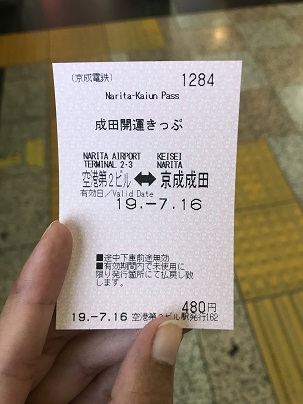 (京成電鉄) 1284
Narita-Kaiun Pass
成田開運きっぷ
NARITA AIRPORT KEISEI
TERMINAL 2・3 NARITA
空港第2ビル ⬌ 京成成田
有効日/Valid Date
19.-7.16
■途中下車前途無効
■有効期間内で未使用に
限り発行箇所にて払戻し致
します。
480円
19.-7.16 空港第2ビル駅発行162